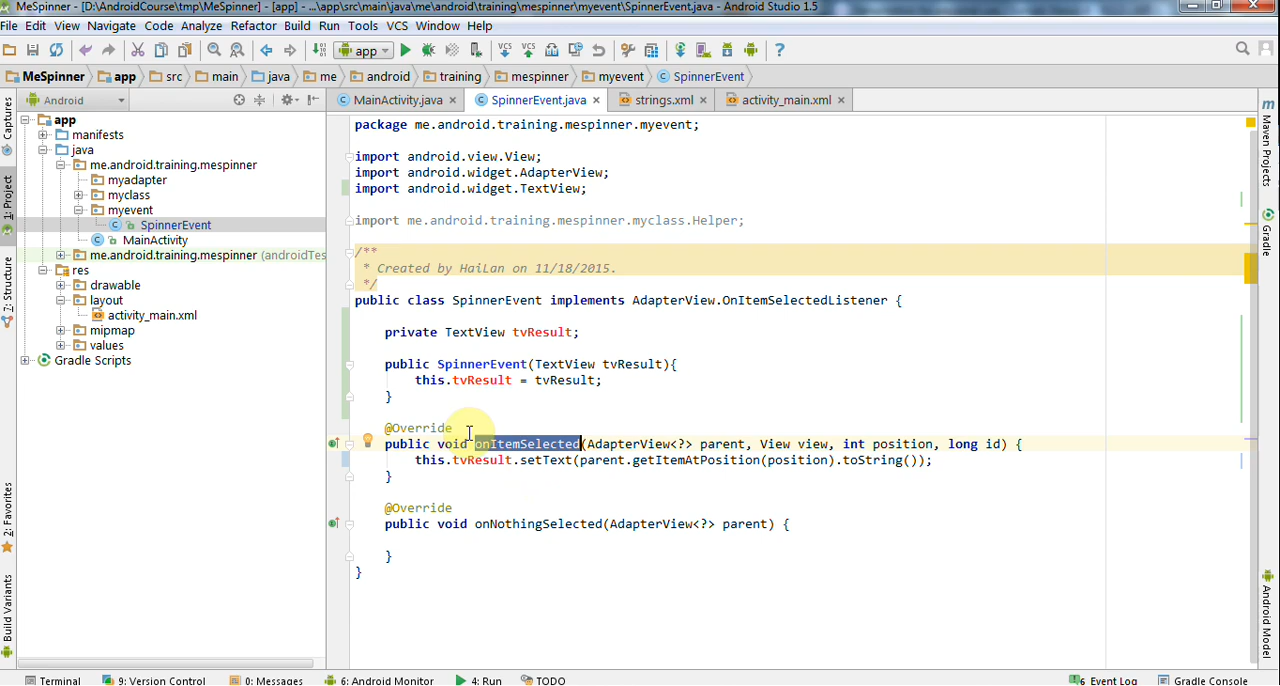 MeSpinner - [D:\AndroidCourse\tmp\MeSpinner] - [app] - ...\app\src\main\java\me\android\training\mespinner\myevent\SpinnerEvent.java - Android Studio 1.5
File Edit View Navigate Code Analyze Refactor Build Run Tools VCS Window Help
app
VCS VCS
MeSpinner app src main java me android training mespinner myevent SpinnerEvent
Android
MainActivity.java SpinnerEvent.java strings.xml activity_main.xml
app
manifests
java
me.android.training.mespinner
myadapter
myclass
myevent
SpinnerEvent
MainActivity
me.android.training.mespinner (androidTes
res
drawable
layout
activity_main.xml
mipmap
values
Gradle Scripts
Captures
1: Project
7: Structure
2: Favorites
Build Variants
package me.android.training.mespinner.myevent;
import android.view.View;
import android.widget.AdapterView;
import android.widget.TextView;
import me.android.training.mespinner.myclass.Helper;
/**
* Created by HaiLan on 11/18/2015.
*/
public class SpinnerEvent implements AdapterView.OnItemSelectedListener {
private TextView tvResult;
public SpinnerEvent(TextView tvResult){
this.tvResult = tvResult;
}
@Override
public void onItemSelected(AdapterView<?> parent, View view, int position, long id) {
this.tvResult.setText(parent.getItemAtPosition(position).toString());
}
@Override
public void onNothingSelected(AdapterView<?> parent) {
}
}
m
Maven Projects
Gradle
Android Model
Terminal 9: Version Control 0: Messages 6: Android Monitor 4: Run TODO 6 Event Log Gradle Console